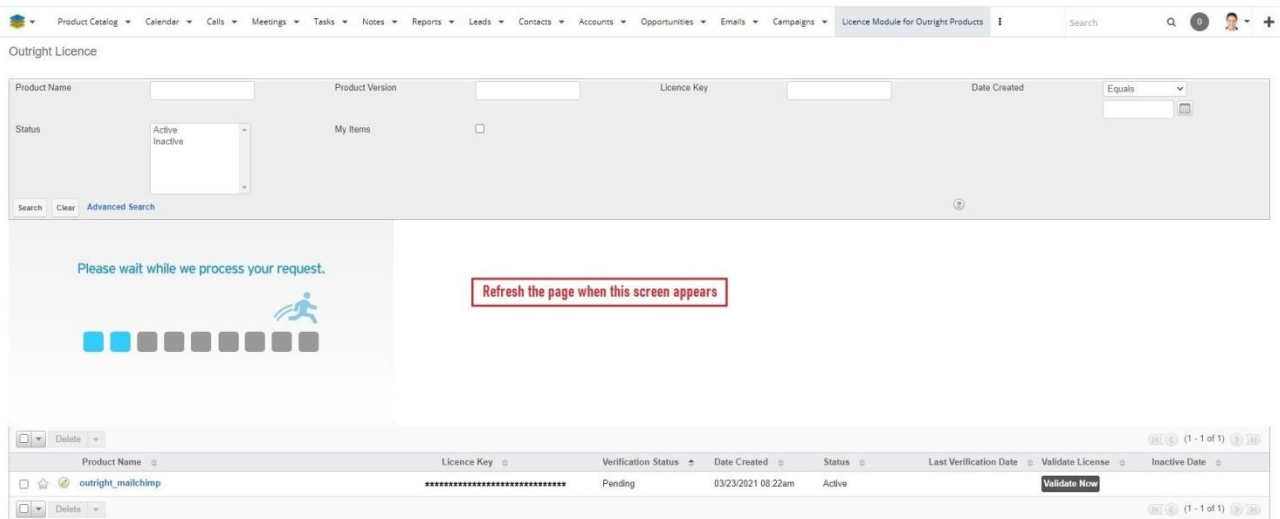 Product Catalog Calendar Calls Meetings Tasks Notes Reports Leads Contacts Accounts Opportunities Emails Campaigns Licence Module for Outright Products Search 0
Outright Licence
Product Name Product Version Licence Key Date Created Equals
Status Active My Items
Inactive
Search Clear Advanced Search ?
Please wait while we process your request.
Refresh the page when this screen appears
Delete (1 - 1 of 1)
Product Name Licence Key Verification Status Date Created Status Last Verification Date Validate License Inactive Date
outright_mailchimp ****************************** Pending 03/23/2021 08:22am Active Validate Now
Delete (1 - 1 of 1)